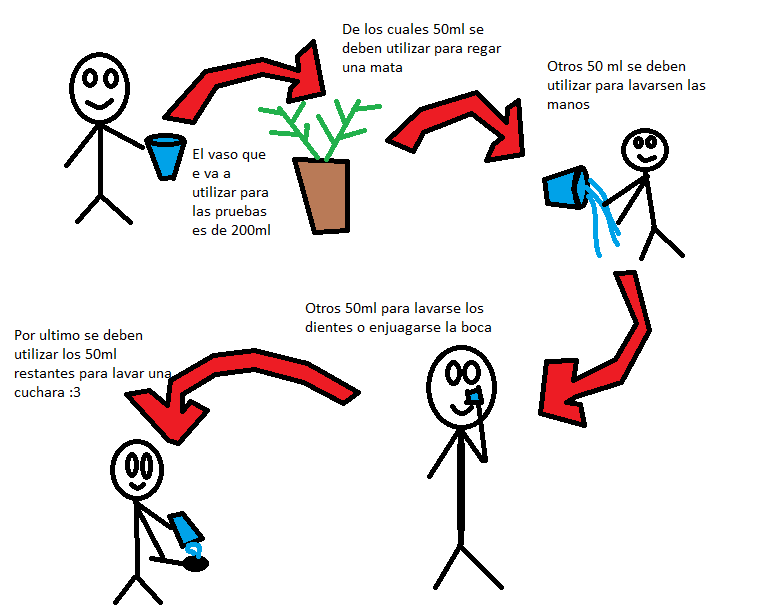 El vaso que
e va a
utilizar para
las pruebas
es de 200ml
De los cuales 50ml se
deben utilizar para regar
una mata
Otros 50 ml se deben
utilizar para lavarsen las
manos
Otros 50ml para lavarse los
dientes o enjuagarse la boca
Por ultimo se deben
utilizar los 50ml
restantes para lavar una
cuchara :3